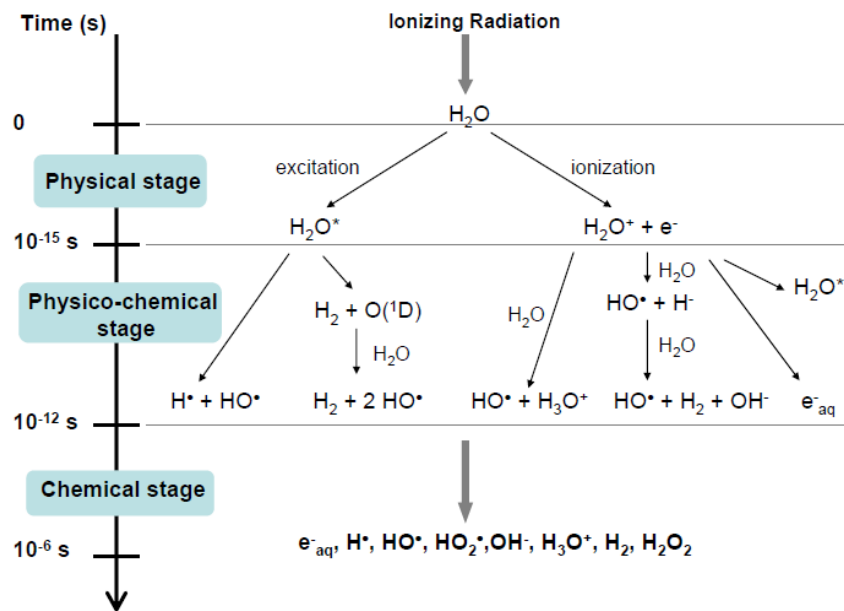 Time (s)
Ionizing Radiation
0
H₂O
excitation
ionization
Physical stage
H₂O*
H₂O⁺ + e⁻
10⁻¹⁵ s
Physico-chemical
stage
H₂O
H₂O*
H₂ + O(¹D)
HO• + H⁻
H₂O
H₂O
H₂O
H• + HO•
H₂ + 2 HO•
HO• + H₃O⁺
HO• + H₂ + OH⁻
e⁻aq
10⁻¹² s
Chemical stage
e⁻aq, H•, HO•, HO₂•,OH⁻, H₃O⁺, H₂, H₂O₂
10⁻⁶ s